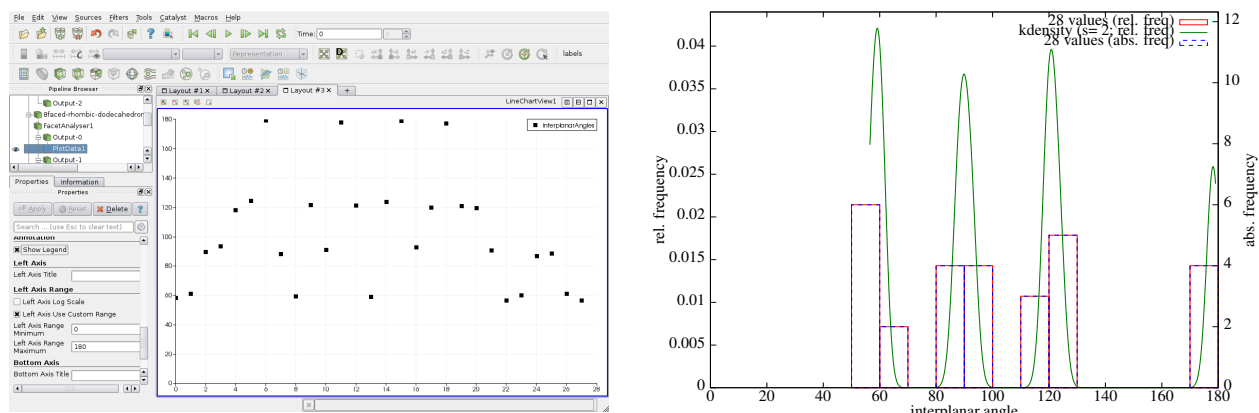 File Edit View Sources Filters Tools Catalyst Macros Help
Time: 0 0
Representation labels
Pipeline Browser
Output-2
8faced-rhombic-dodecahedron
FacetAnalyser1
Output-0
PlotData1
Output-1
Properties Information
Properties
Apply Reset Delete ?
Search ... (use Esc to clear text)
Annotation
Show Legend
Left Axis
Left Axis Title
Left Axis Range
Left Axis Log Scale
Left Axis Use Custom Range
Left Axis Range Minimum 0
Left Axis Range Maximum 180
Bottom Axis
Bottom Axis Title
Layout #1 Layout #2 Layout #3 +
LineChartView1
InterplanarAngles
180
160
140
120
100
80
60
40
20
0
0 2 4 6 8 10 12 14 16 18 20 22 24 26 28
28 values (rel. freq)
kdensity (s= 2; rel. freq)
28 values (abs. freq)
rel. frequency
0.04
0.035
0.03
0.025
0.02
0.015
0.01
0.005
0
abs. frequency
12
10
8
6
4
2
0
0 20 40 60 80 100 120 140 160 180
interplanar angle